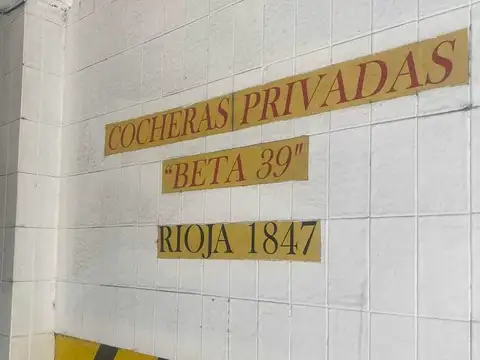 COCHERAS PRIVADAS
"BETA 39"
RIOJA 1847